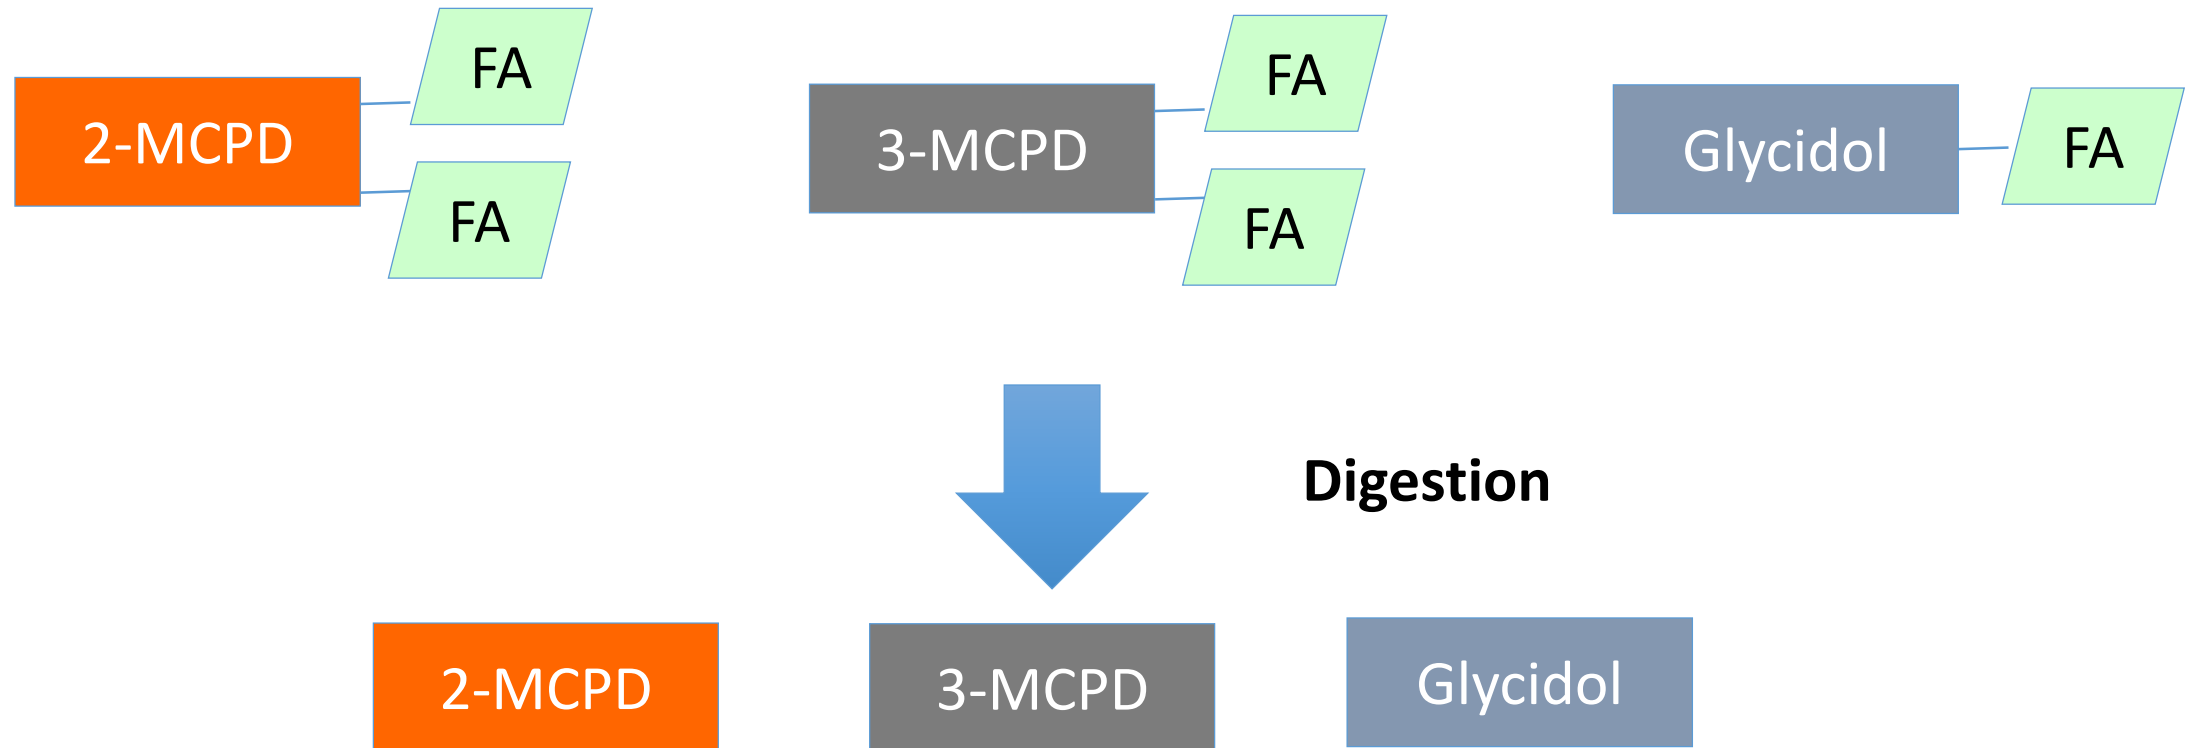 FA
FA
2-MCPD
3-MCPD
Glycidol
FA
FA
FA
Digestion
2-MCPD
3-MCPD
Glycidol